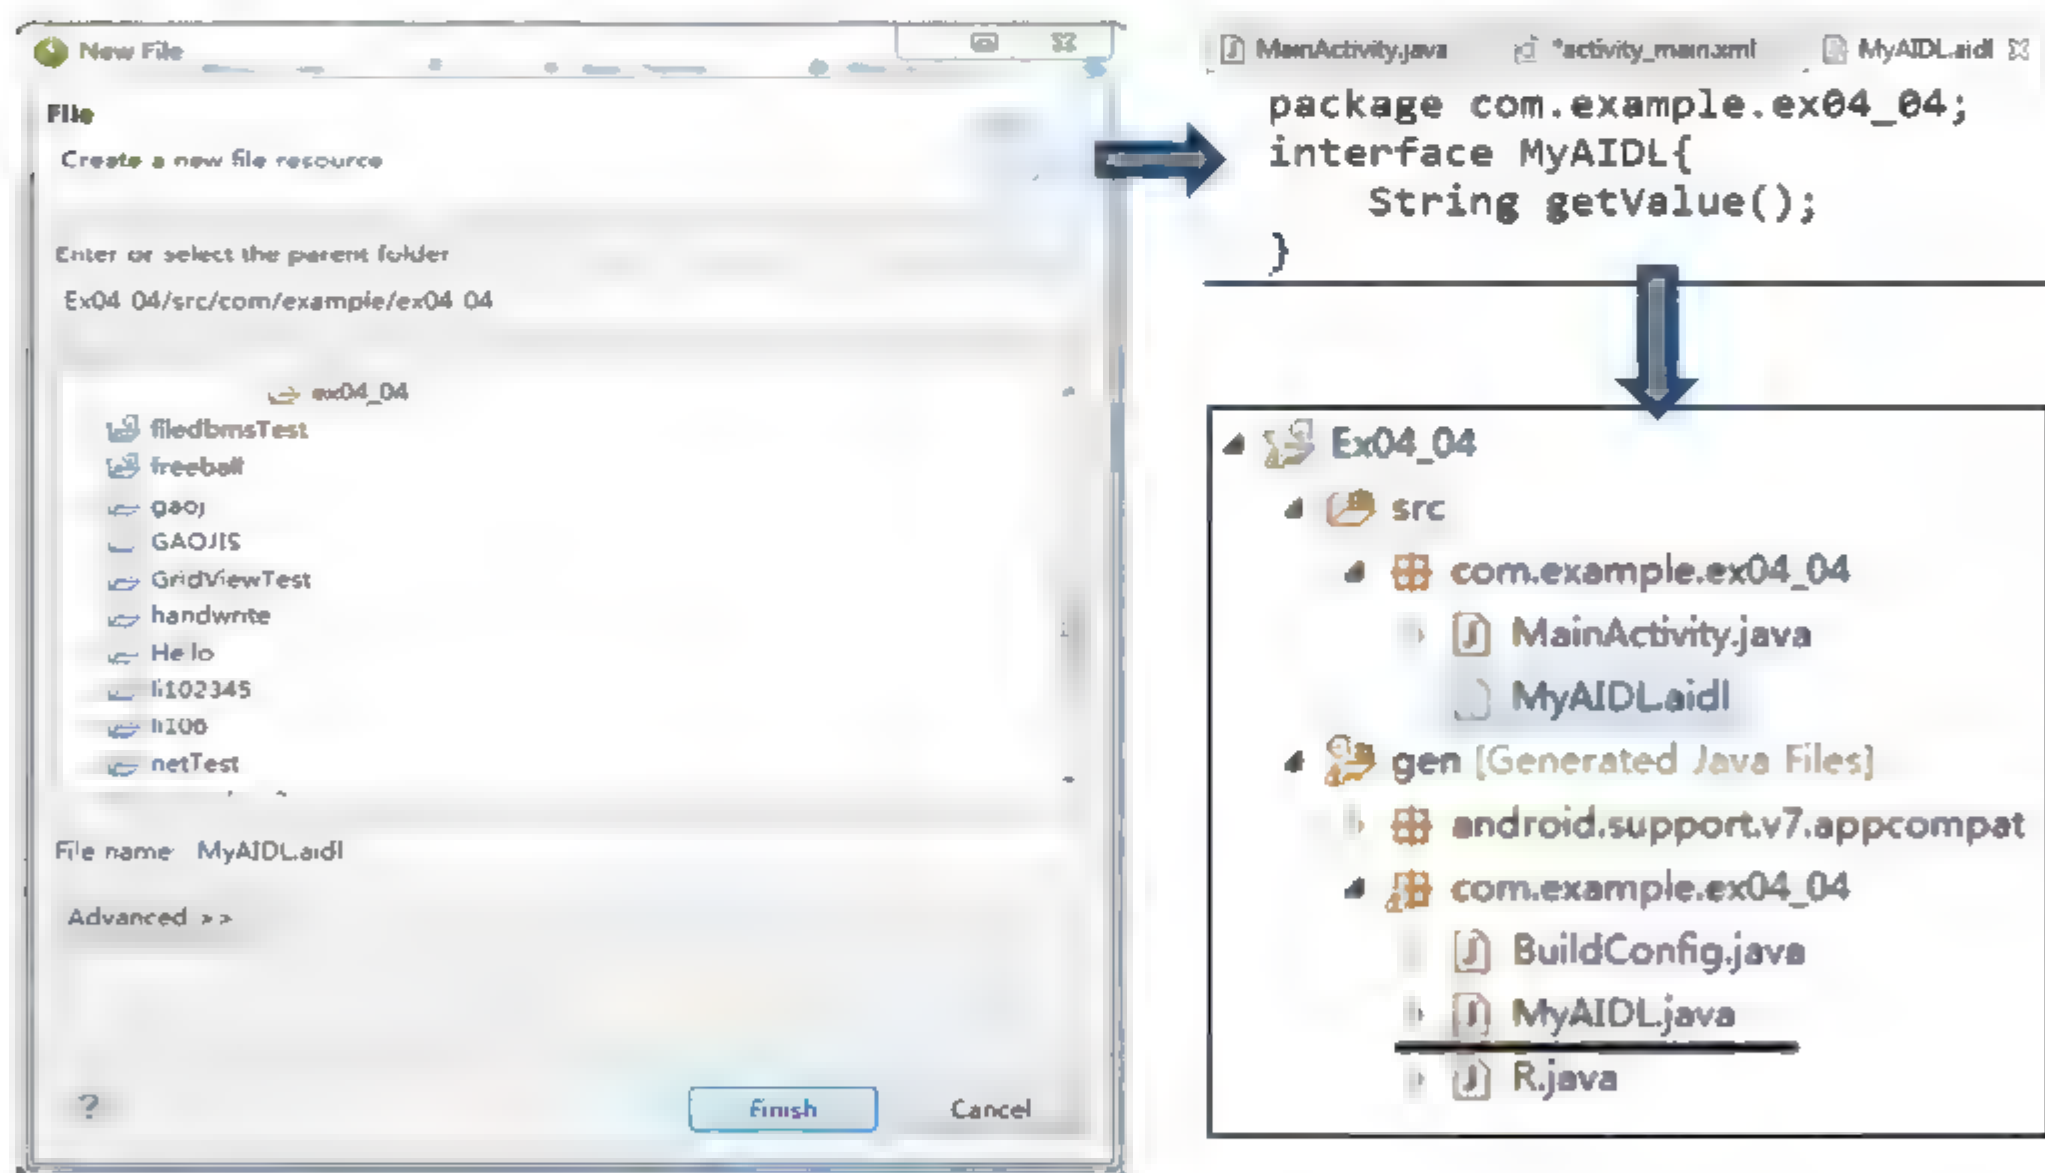 New File
File
Create a new file resource
Enter or select the parent folder
Ex04 04/src/com/example/ex04 04
ex04_04
filedbmsTest
freeball
gaoj
GAOJIS
GridViewTest
handwrite
Hello
li102345
li106
netTest
File name: MyAIDL.aidl
Advanced >>
?
Finish
Cancel
MainActivity.java
*activity_main.xml
MyAIDL.aidl
package com.example.ex04_04;
interface MyAIDL{
String getValue();
}
Ex04_04
src
com.example.ex04_04
MainActivity.java
MyAIDL.aidl
gen [Generated Java Files]
android.support.v7.appcompat
com.example.ex04_04
BuildConfig.java
MyAIDL.java
R.java